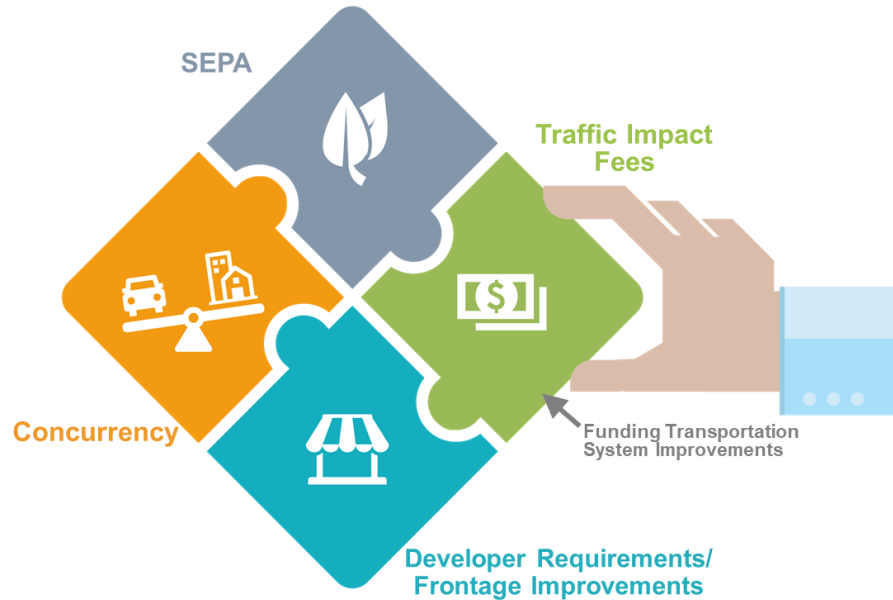 SEPA
Traffic Impact
Fees
$
Concurrency
Funding Transportation
System Improvements
Developer Requirements/
Frontage Improvements